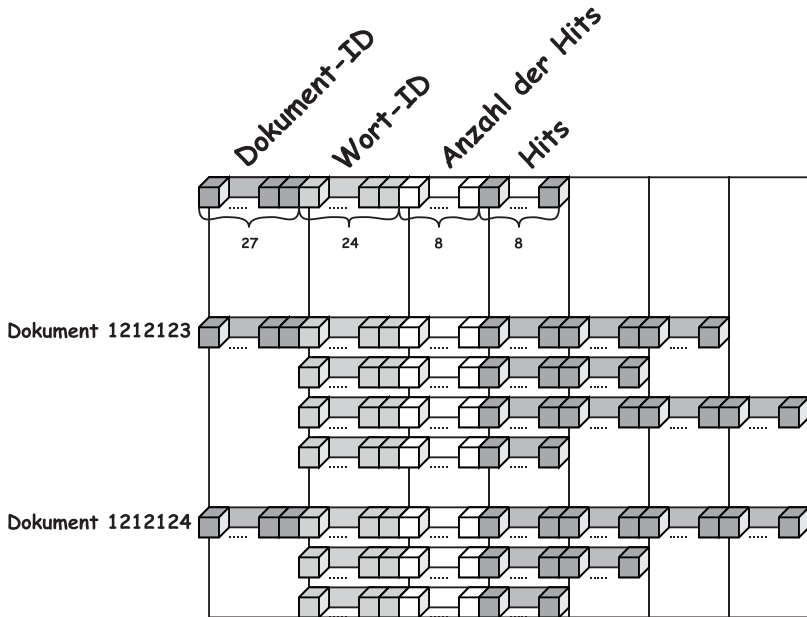 Dokument-ID
Wort-ID
Anzahl der Hits
Hits
27 24 8 8
Dokument 1212123
Dokument 1212124